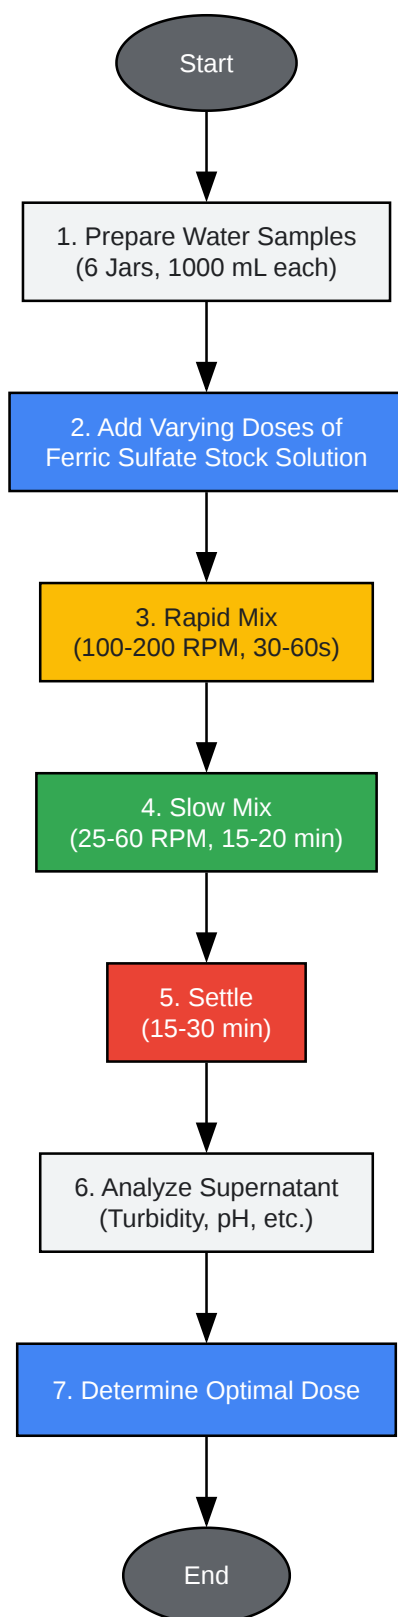 Start
1. Prepare Water Samples
(6 Jars, 1000 mL each)
2. Add Varying Doses of
Ferric Sulfate Stock Solution
3. Rapid Mix
(100-200 RPM, 30-60s)
4. Slow Mix
(25-60 RPM, 15-20 min)
5. Settle
(15-30 min)
6. Analyze Supernatant
(Turbidity, pH, etc.)
7. Determine Optimal Dose
End